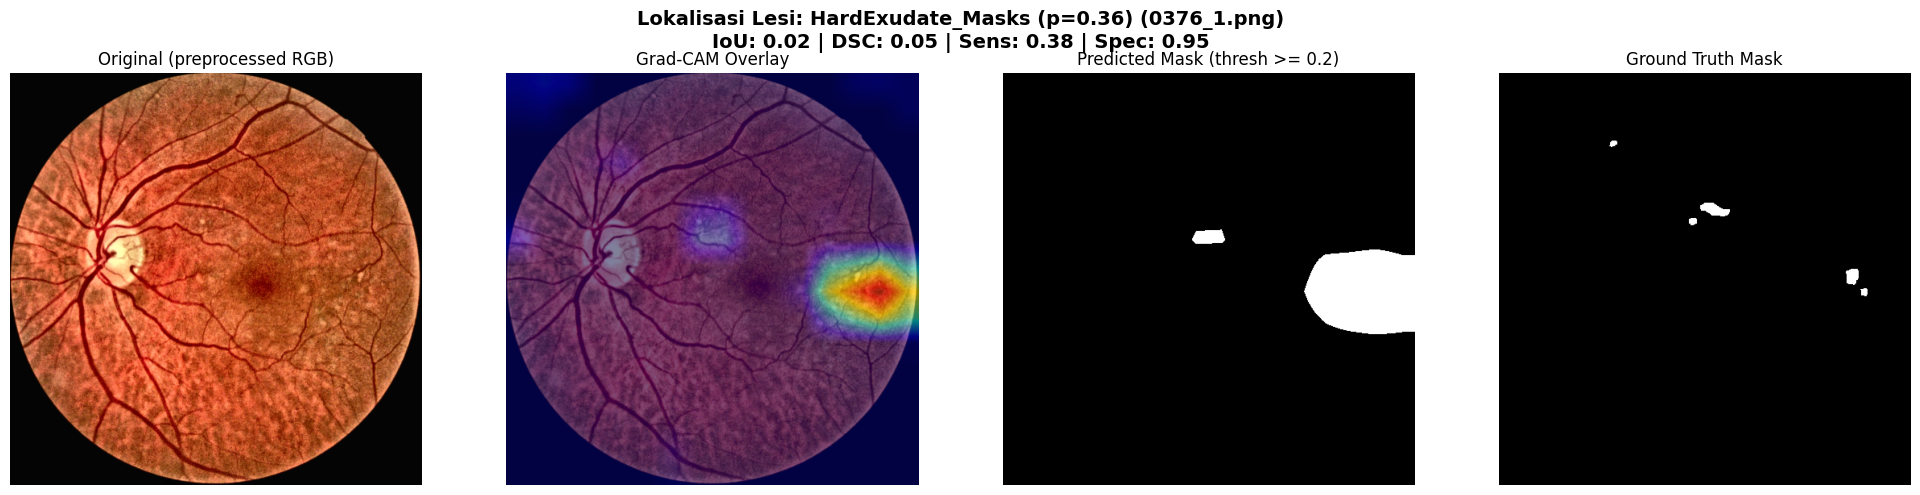 Lokalisasi Lesi: HardExudate_Masks (p=0.36) (0376_1.png)
IoU: 0.02 | DSC: 0.05 | Sens: 0.38 | Spec: 0.95
Original (preprocessed RGB)
Grad-CAM Overlay
Predicted Mask (thresh >= 0.2)
Ground Truth Mask